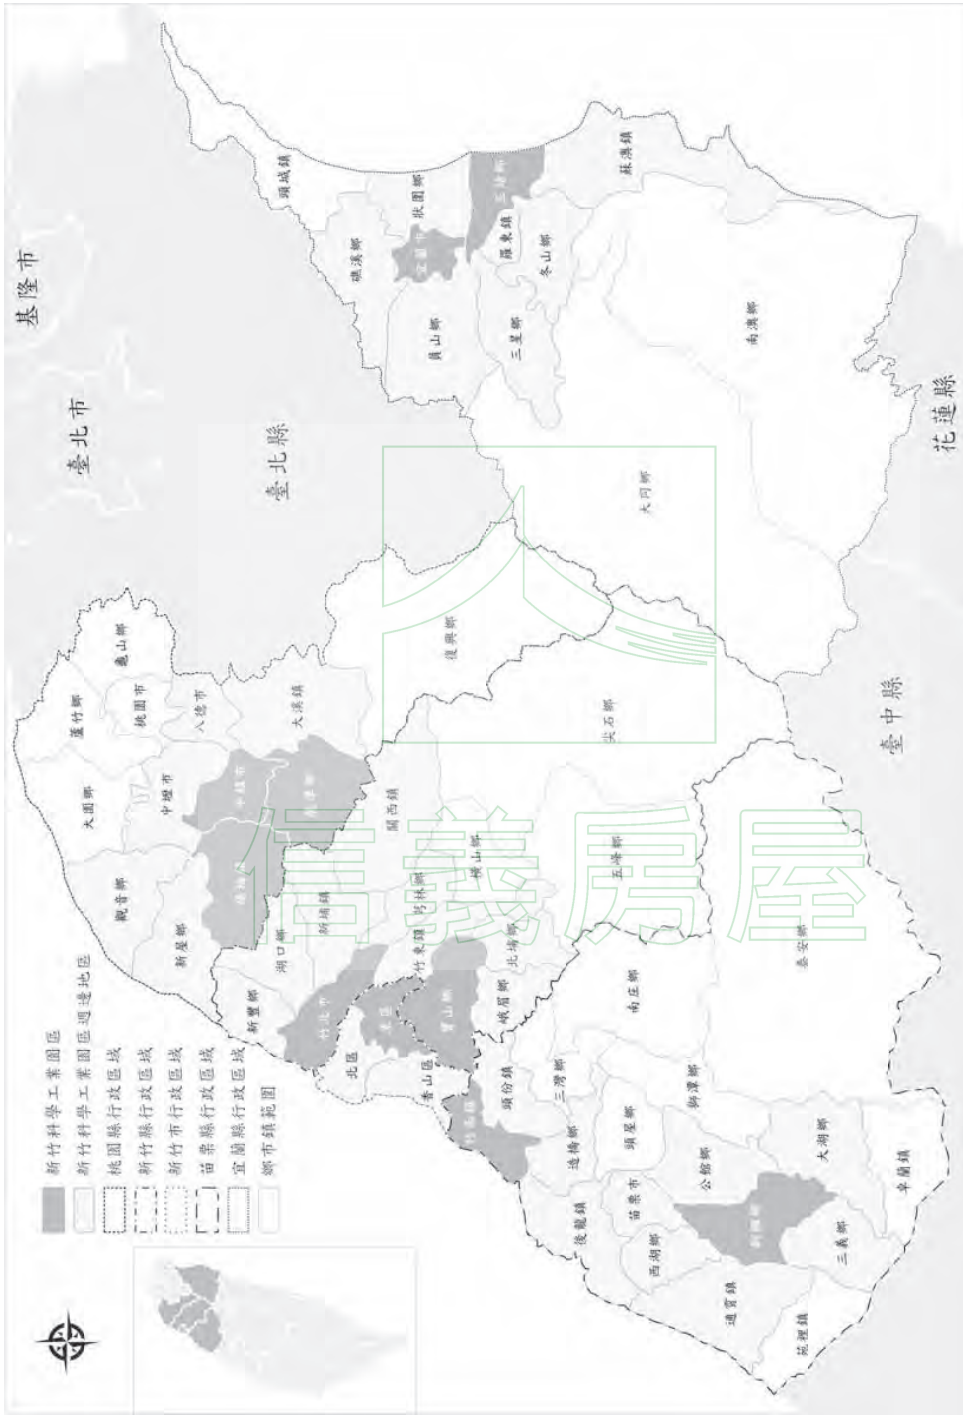 新竹科學工業園區
新竹科學工業園區週邊地區
桃園縣行政區域
新竹縣行政區域
新竹市行政區域
苗栗縣行政區域
宜蘭縣行政區域
鄉市鎮範圍
基隆市
臺北市
臺北縣
花蓮縣
臺中縣
頭城鎮
礁溪鄉
狀圍鄉
宜蘭市
員山鄉
五結鄉
羅東鎮
冬山鄉
三星鄉
蘇澳鎮
南澳鄉
大同鄉
龜山鄉
蘆竹鄉
桃園市
八德市
大溪鎮
大園鄉
中壢市
平鎮市
龍潭鄉
楊梅鎮
觀音鄉
新屋鄉
復興鄉
新豐鄉
湖口鄉
新埔鎮
關西鎮
竹北市
竹東鎮
芎林鄉
橫山鄉
尖石鄉
五峰鄉
北埔鄉
峨眉鄉
寶山鄉
北區
東區
香山區
竹南鎮
頭份鎮
三灣鄉
南庄鄉
造橋鄉
頭屋鄉
獅潭鄉
後龍鎮
苗栗市
公館鄉
西湖鄉
銅鑼鄉
大湖鄉
泰安鄉
通霄鎮
三義鄉
卓蘭鎮
苑裡鎮
信義房屋